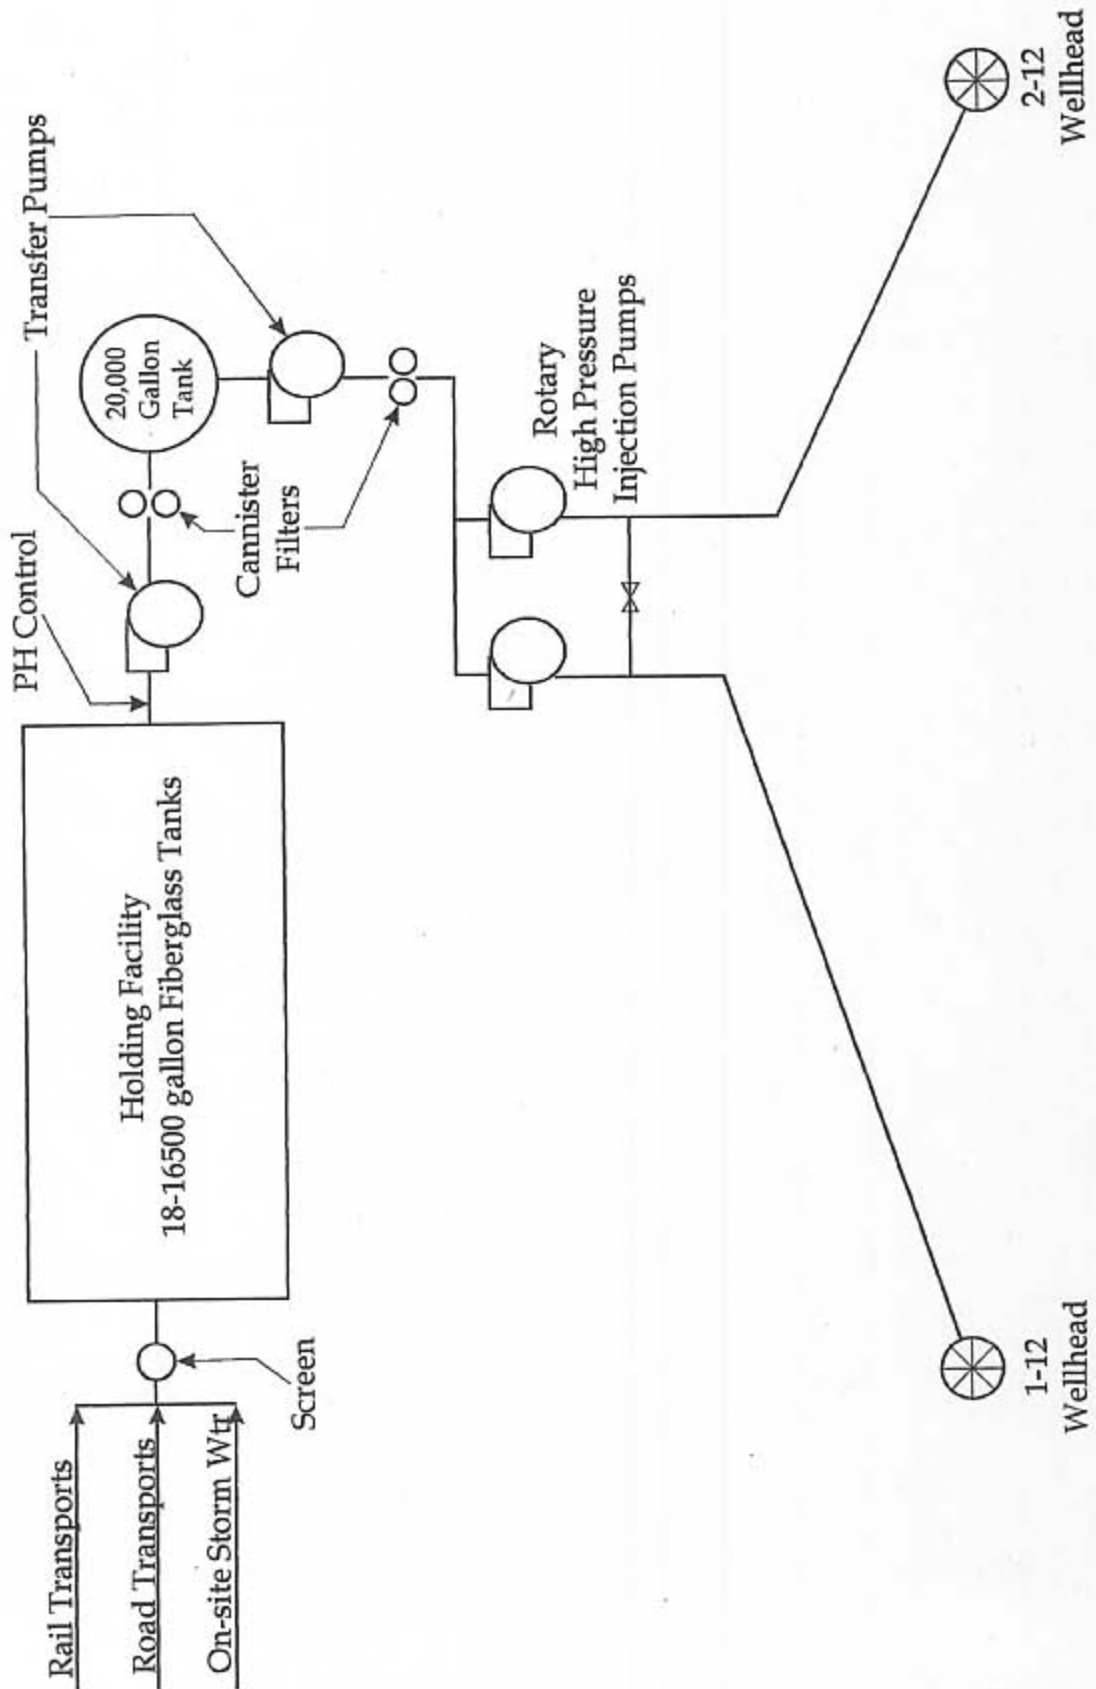 Rail Transports
Road Transports
On-site Storm Wtr
Screen
Holding Facility
18-16500 gallon Fiberglass Tanks
PH Control
Transfer Pumps
Cannister
Filters
20,000
Gallon
Tank
Rotary
High Pressure
Injection Pumps
1-12
Wellhead
2-12
Wellhead